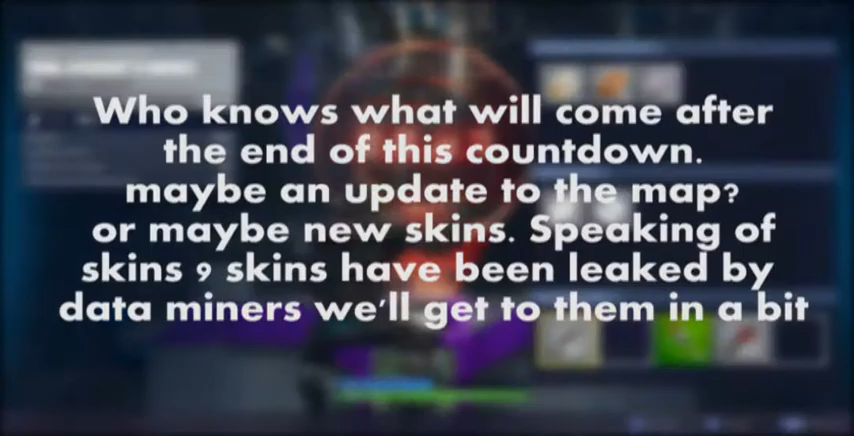 Who knows what will come after
the end of this countdown.
maybe an update to the map?
or maybe new skins. Speaking of
skins 9 skins have been leaked by
data miners we'll get to them in a bit